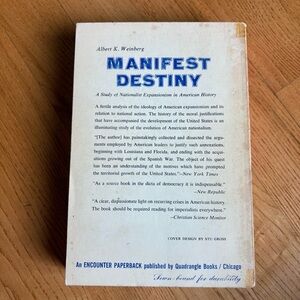 Albert K. Weinberg
MANIFEST
DESTINY
A Study of Nationalist Expansionism in American History
A fertile analysis of the ideology of American expansionism and its
relation to national action. The history of the moral justifications
that have accompanied the development of the United States is an
illuminating study of the evolution of American nationalism.
"[The author] has painstakingly collected and dissected the argu-
ments employed by American leaders to justify such annexations,
beginning with Louisiana and Florida, and ending with the acquisi-
tions growing out of the Spanish War. The object of his quest
has been an understanding of the motives which have prompted
the territorial growth of the United States."—New York Times
"As a source book in the dicta of democracy it is indispensable."
—New Republic
"A clear, dispassionate light on recurring crises in American history.
The book should be required reading for imperialists everywhere."
—Christian Science Monitor
COVER DESIGN BY STU GROSS
An ENCOUNTER PAPERBACK published by Quadrangle Books / Chicago
Sewn-bound for durability